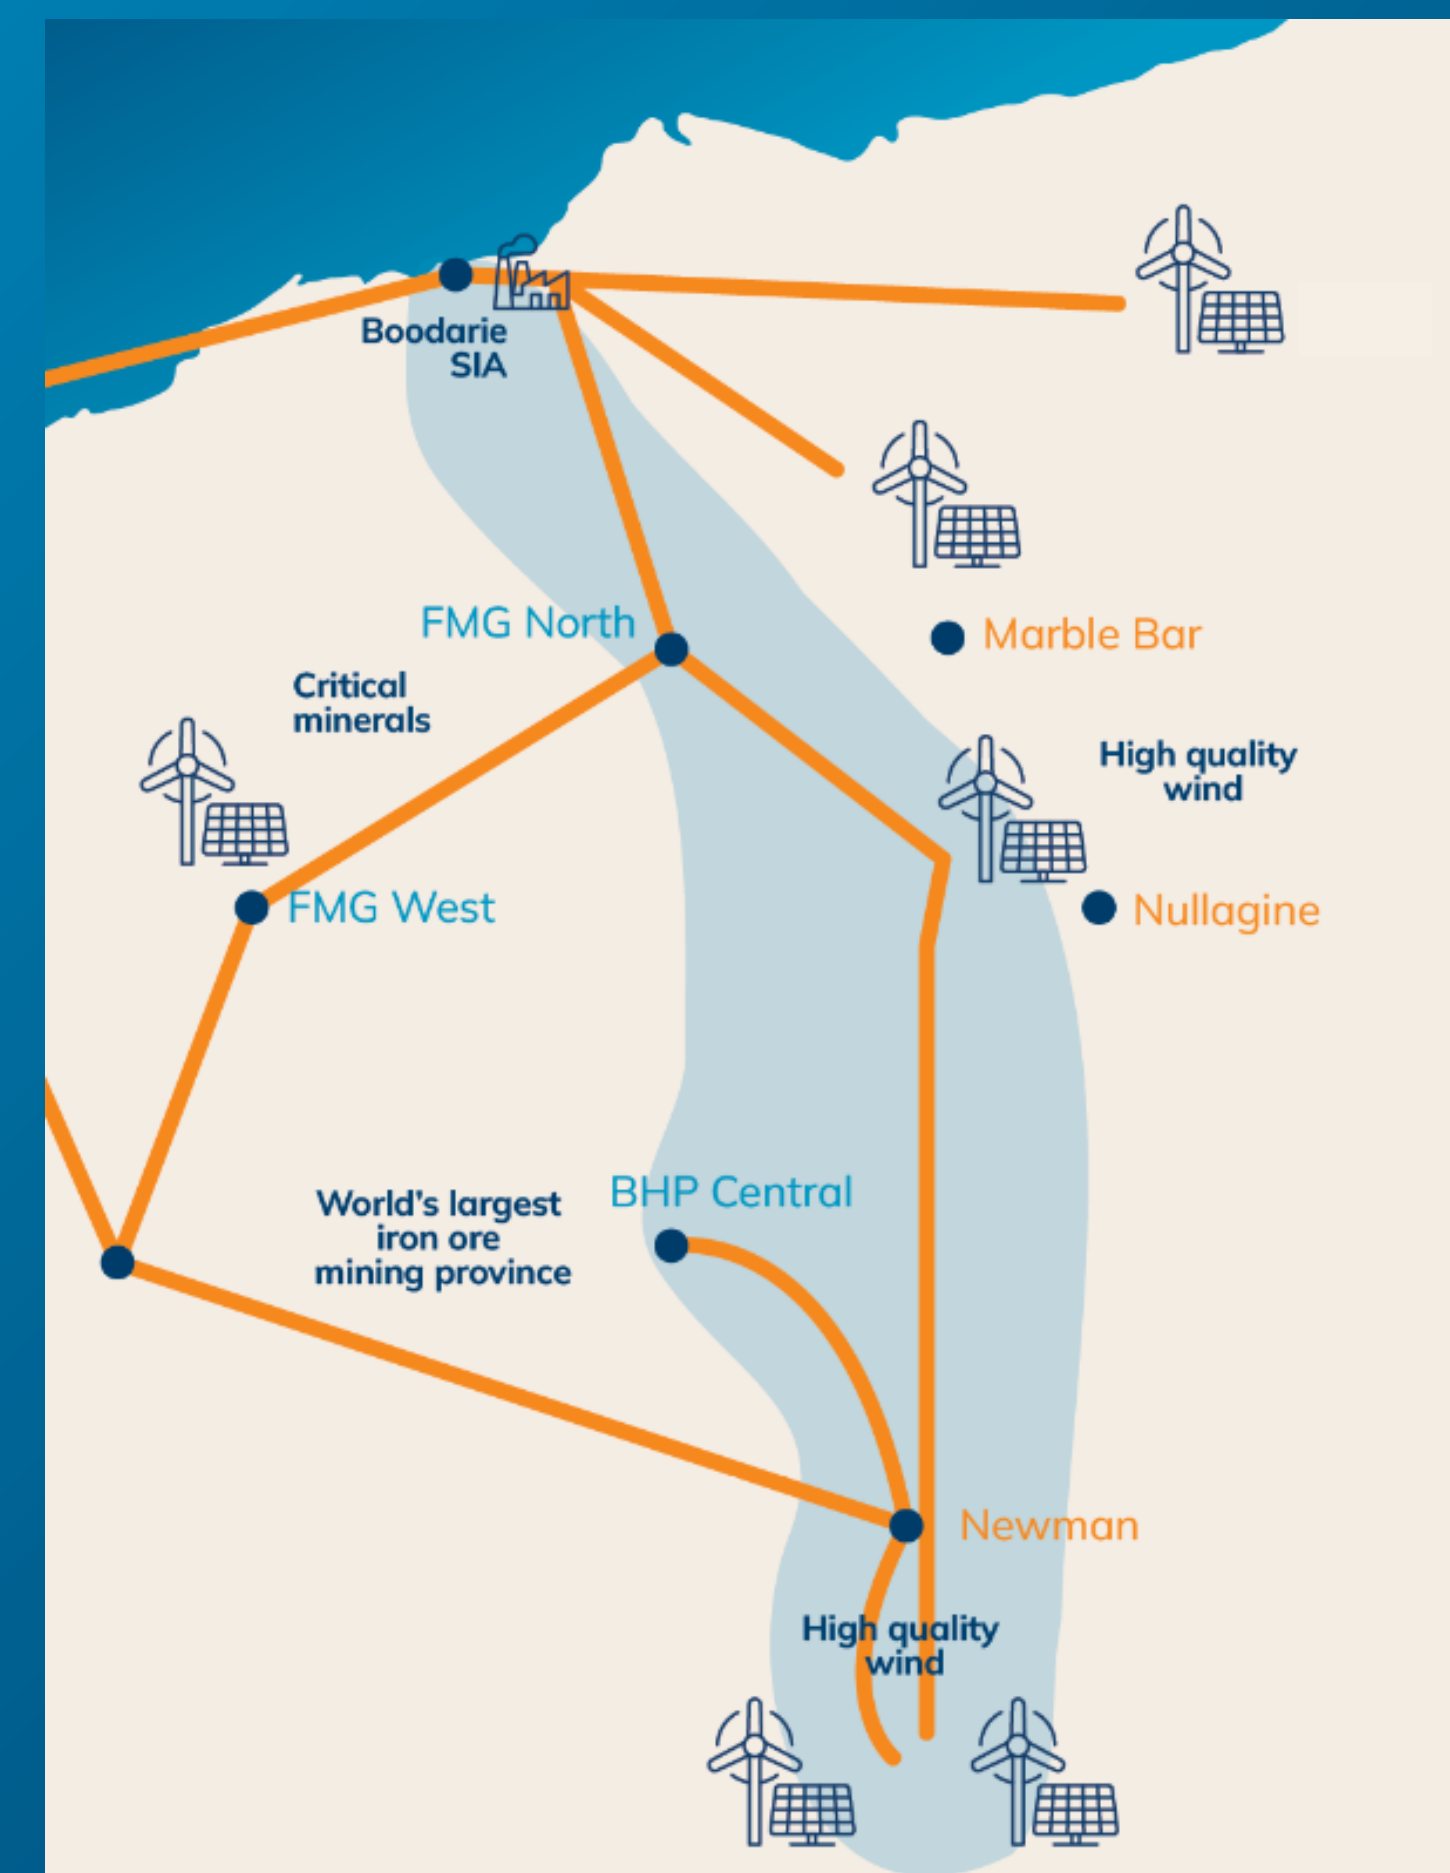 Boodarie
SIA
FMG North
Marble Bar
Critical
minerals
High quality
wind
FMG West
Nullagine
World's largest
iron ore
mining province
BHP Central
Newman
High quality
wind